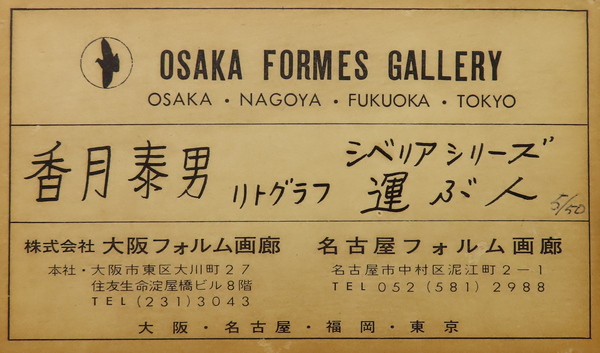 OSAKA FORMES GALLERY
OSAKA・NAGOYA・FUKUOKA・TOKYO
シベリアシリーズ
香月泰男 リトグラフ 運ぶ人 5/50
株式会社 大阪フォルム画廊
本社・大阪市東区大川町27
住友生命淀屋橋ビル8階
TEL (231) 3043
名古屋フォルム画廊
名古屋市中村区泥江町2-1
TEL 052 (581) 2988
大阪・名古屋・福岡・東京